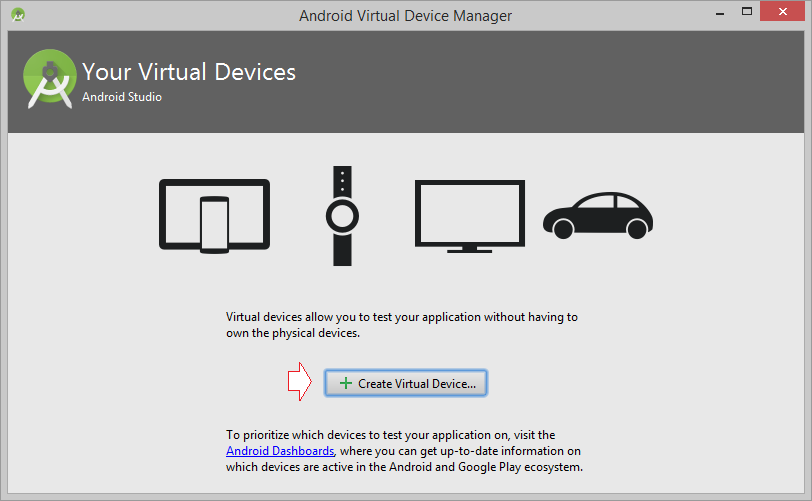 Android Virtual Device Manager
Your Virtual Devices
Android Studio
Virtual devices allow you to test your application without having to
own the physical devices.
Create Virtual Device...
To prioritize which devices to test your application on, visit the
Android Dashboards, where you can get up-to-date information on
which devices are active in the Android and Google Play ecosystem.